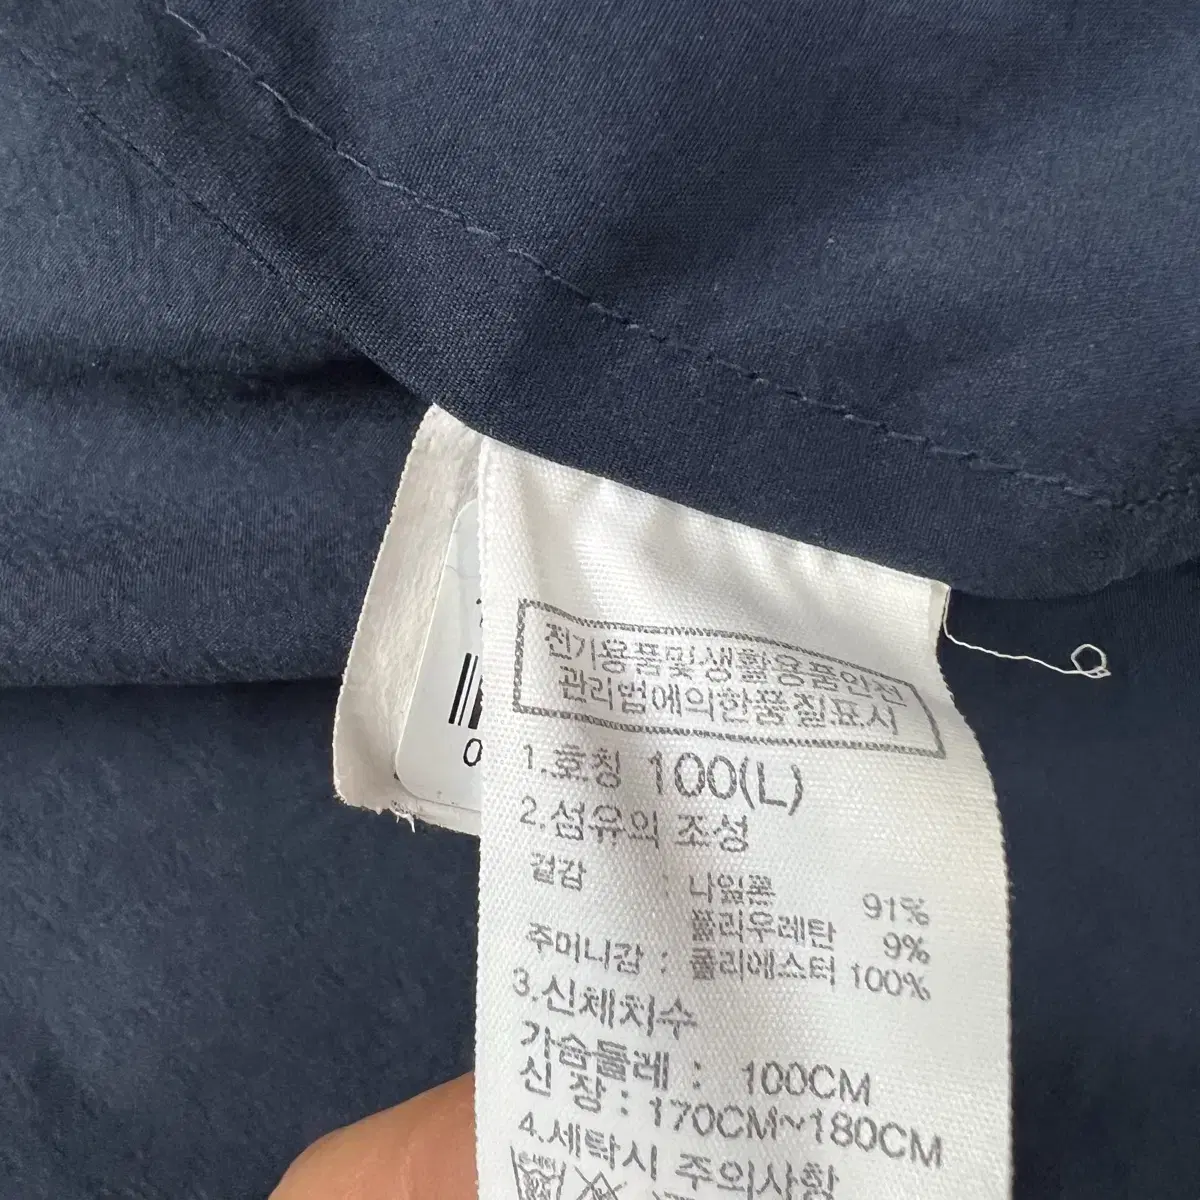 전기용품및생활용품안전
관리법에의한품질표시
1.호칭 100(L)
2.섬유의 조성
겉감 : 나일론 91%
폴리우레탄 9%
주머니감 : 폴리에스터 100%
3.신체치수
가슴둘레 : 100CM
신 장 : 170CM~180CM
4.세탁시 주의사항
0